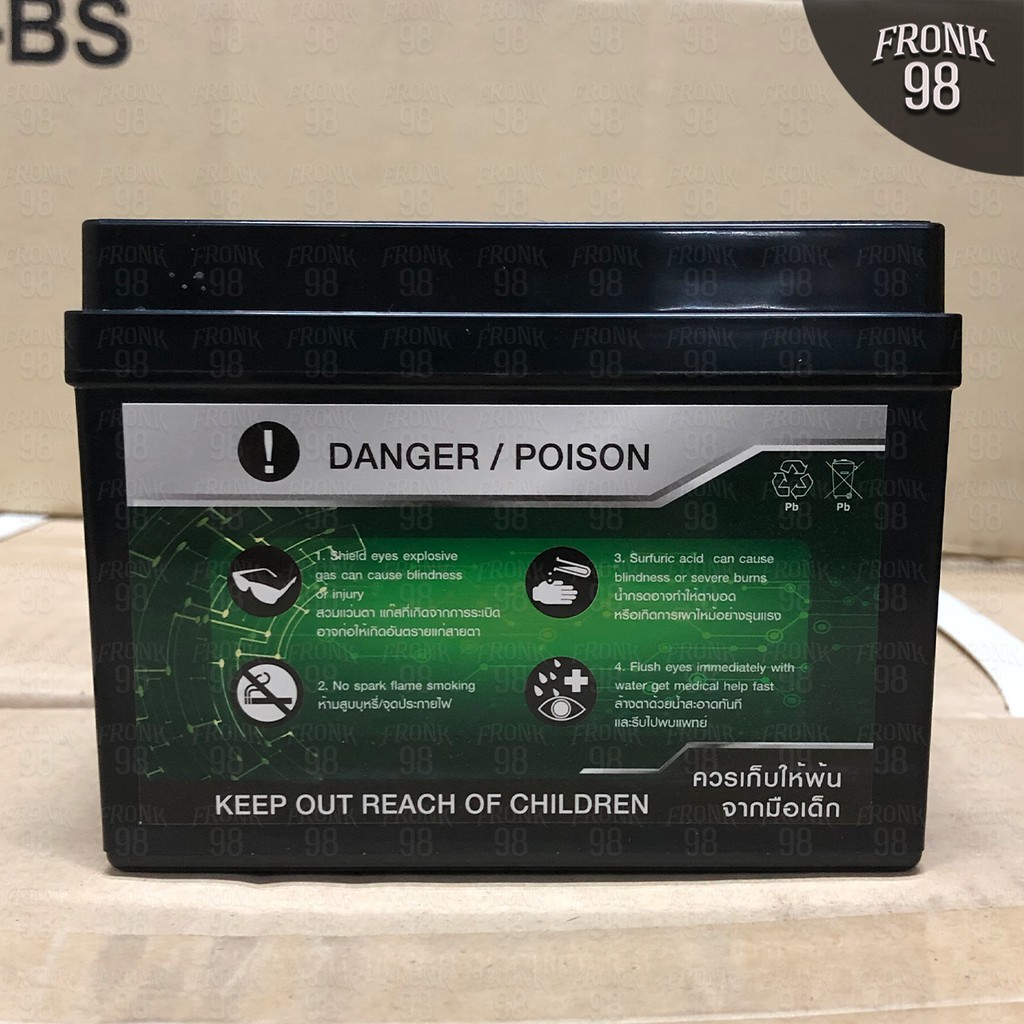 -BS
FRONK
98
DANGER / POISON
Pb
Pb
1. Shield eyes explosive
gas can cause blindness
or injury
สวมแว่นตา แก๊สที่เกิดจากการระเบิด
อาจก่อให้เกิดอันตรายแก่สายตา
2. No spark flame smoking
ห้ามสูบบุหรี่/จุดประกายไฟ
3. Surfuric acid can cause
blindness or severe burns
น้ำกรดอาจทำให้ตาบอด
หรือเกิดการเผาไหม้อย่างรุนแรง
4. Flush eyes immediately with
water get medical help fast
ล้างตาด้วยน้ำสะอาดทันที
และรีบไปพบแพทย์
KEEP OUT REACH OF CHILDREN
ควรเก็บให้พ้น
จากมือเด็ก